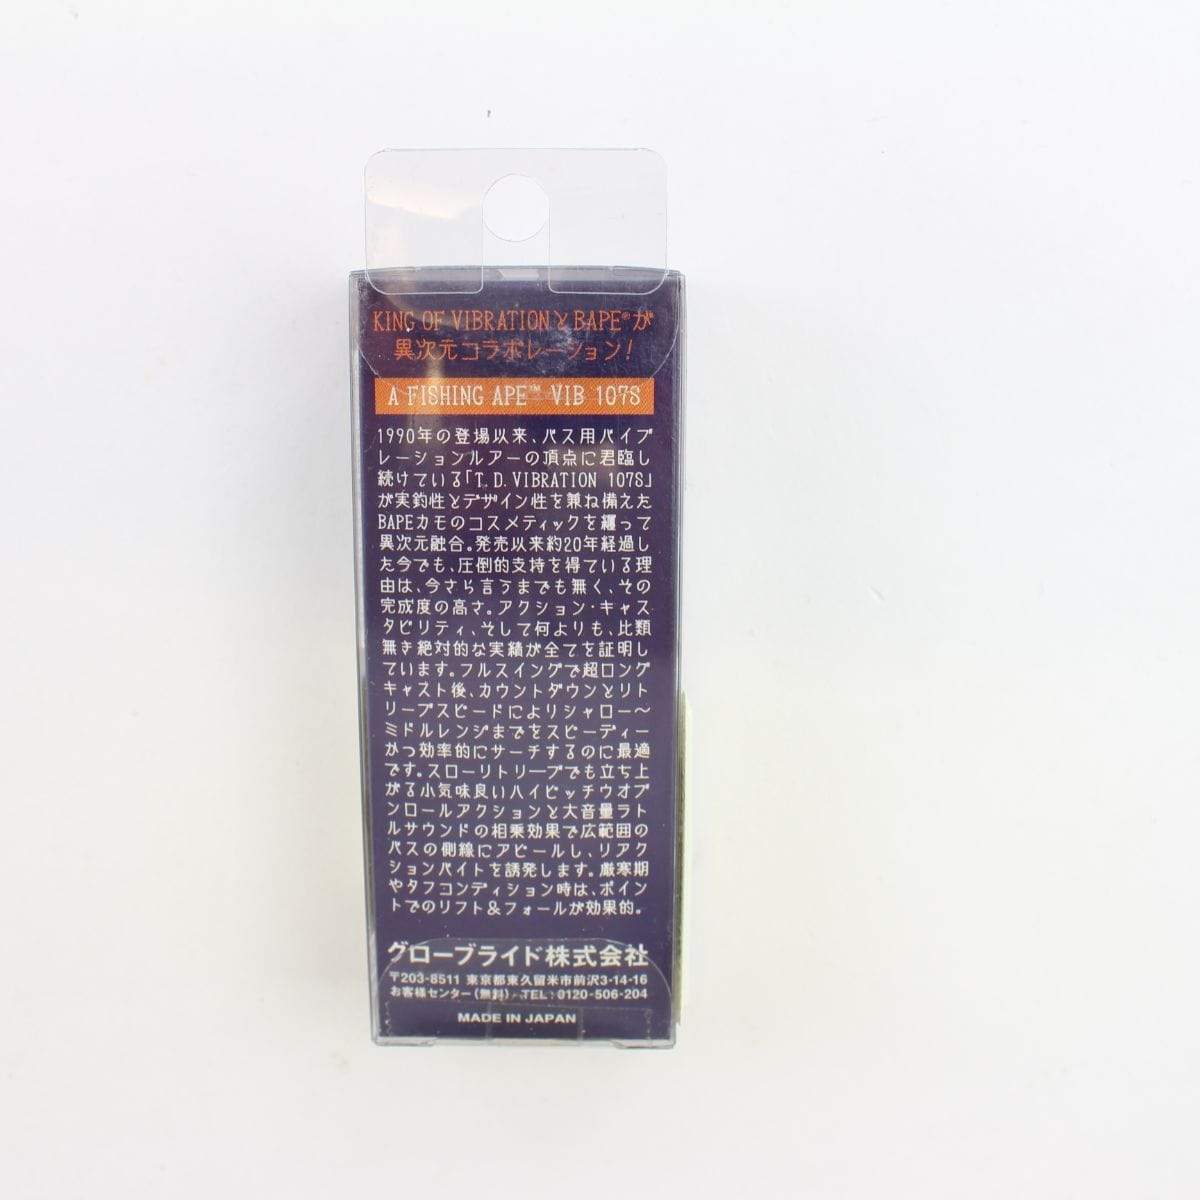 KING OF VIBRATIONとBAPE®が
異次元コラボレーション!
A FISHING APE™ VIB 107S
1990年の登場以来、バス用バイブ
レーションルアーの頂点に君臨し
続けている「T.D.VIBRATION 107S」
が実釣性とデザイン性を兼ね備えた
BAPEカモのコスメティックを纏って
異次元融合。発売以来約20年経過し
た今でも、圧倒的支持を得ている理
由は、今さら言うまでも無く、その
完成度の高さ。アクション・キャス
タビリティ、そして何よりも、比類
無き絶対的な実績が全てを証明し
ています。フルスイングで超ロング
キャスト後、カウントダウンとリト
リーブスピードによりシャロー～
ミドルレンジまでをスピーディー
かつ効率的にサーチするのに最適
です。スローリトリーブでも立ち上
がる小気味良いハイピッチウオブ
ンロールアクションと大音量ラト
ルサウンドの相乗効果で広範囲の
バスの側線にアピールし、リアク
ションバイトを誘発します。厳寒期
やタフコンディション時は、ポイン
トでのリフト&フォールが効果的。
グローブライド株式会社
〒203-8511 東京都東久留米市前沢3-14-16
お客様センター(無料) TEL:0120-506-204
MADE IN JAPAN